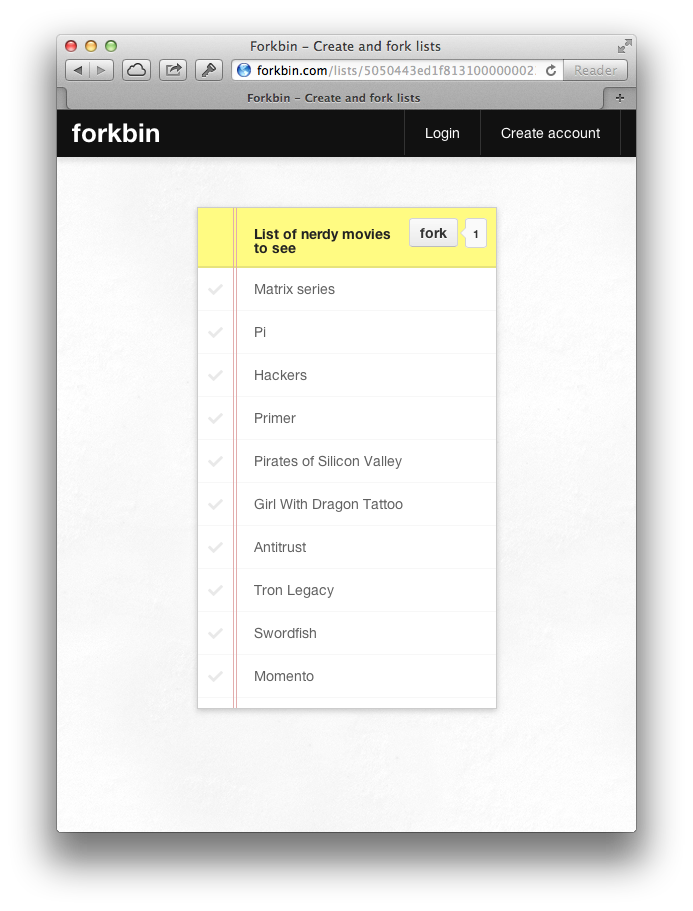 Forkbin – Create and fork lists
forkbin.com/lists/5050443ed1f813100000002
Reader
Forkbin – Create and fork lists
forkbin
Login
Create account
List of nerdy movies
to see
fork
1
Matrix series
Pi
Hackers
Primer
Pirates of Silicon Valley
Girl With Dragon Tattoo
Antitrust
Tron Legacy
Swordfish
Momento